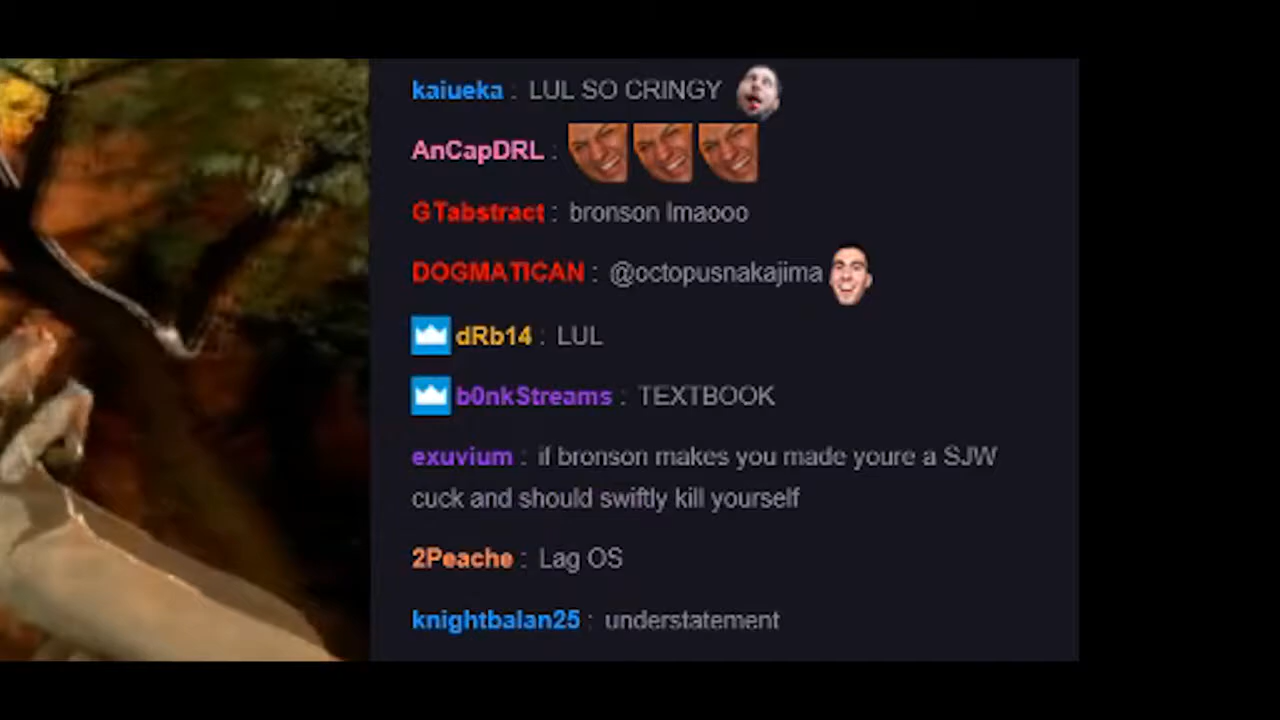 kaiueka : LUL SO CRINGY
AnCapDRL :
GTabstract : bronson lmaooo
DOGMATICAN : @octopusnakajima
dRb14 : LUL
b0nkStreams : TEXTBOOK
exuvium : if bronson makes you made youre a SJW
cuck and should swiftly kill yourself
2Peache : Lag OS
knightbalan25 : understatement